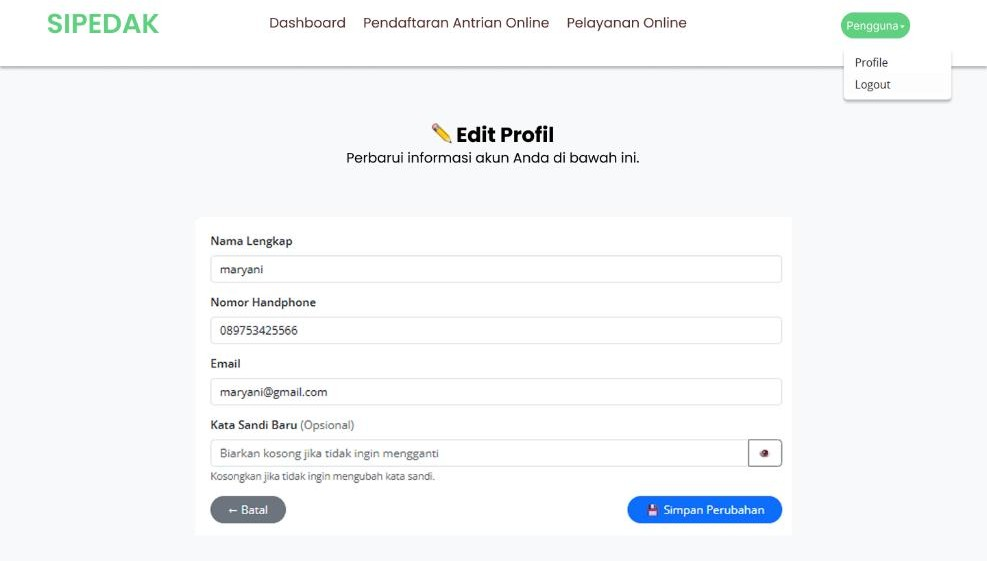 SIPEDAK
Dashboard Pendaftaran Antrian Online Pelayanan Online
Pengguna
Profile
Logout
Edit Profil
Perbarui informasi akun Anda di bawah ini.
Nama Lengkap
maryani
Nomor Handphone
089753425566
Email
maryani@gmail.com
Kata Sandi Baru (Opsional)
Biarkan kosong jika tidak ingin mengganti
Kosongkan jika tidak ingin mengubah kata sandi.
← Batal
Simpan Perubahan